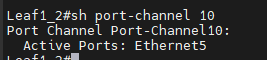 Leaf1_2#sh port-channel 10
Port Channel Port-Channel10:
  Active Ports: Ethernet5
Leaf1_2#